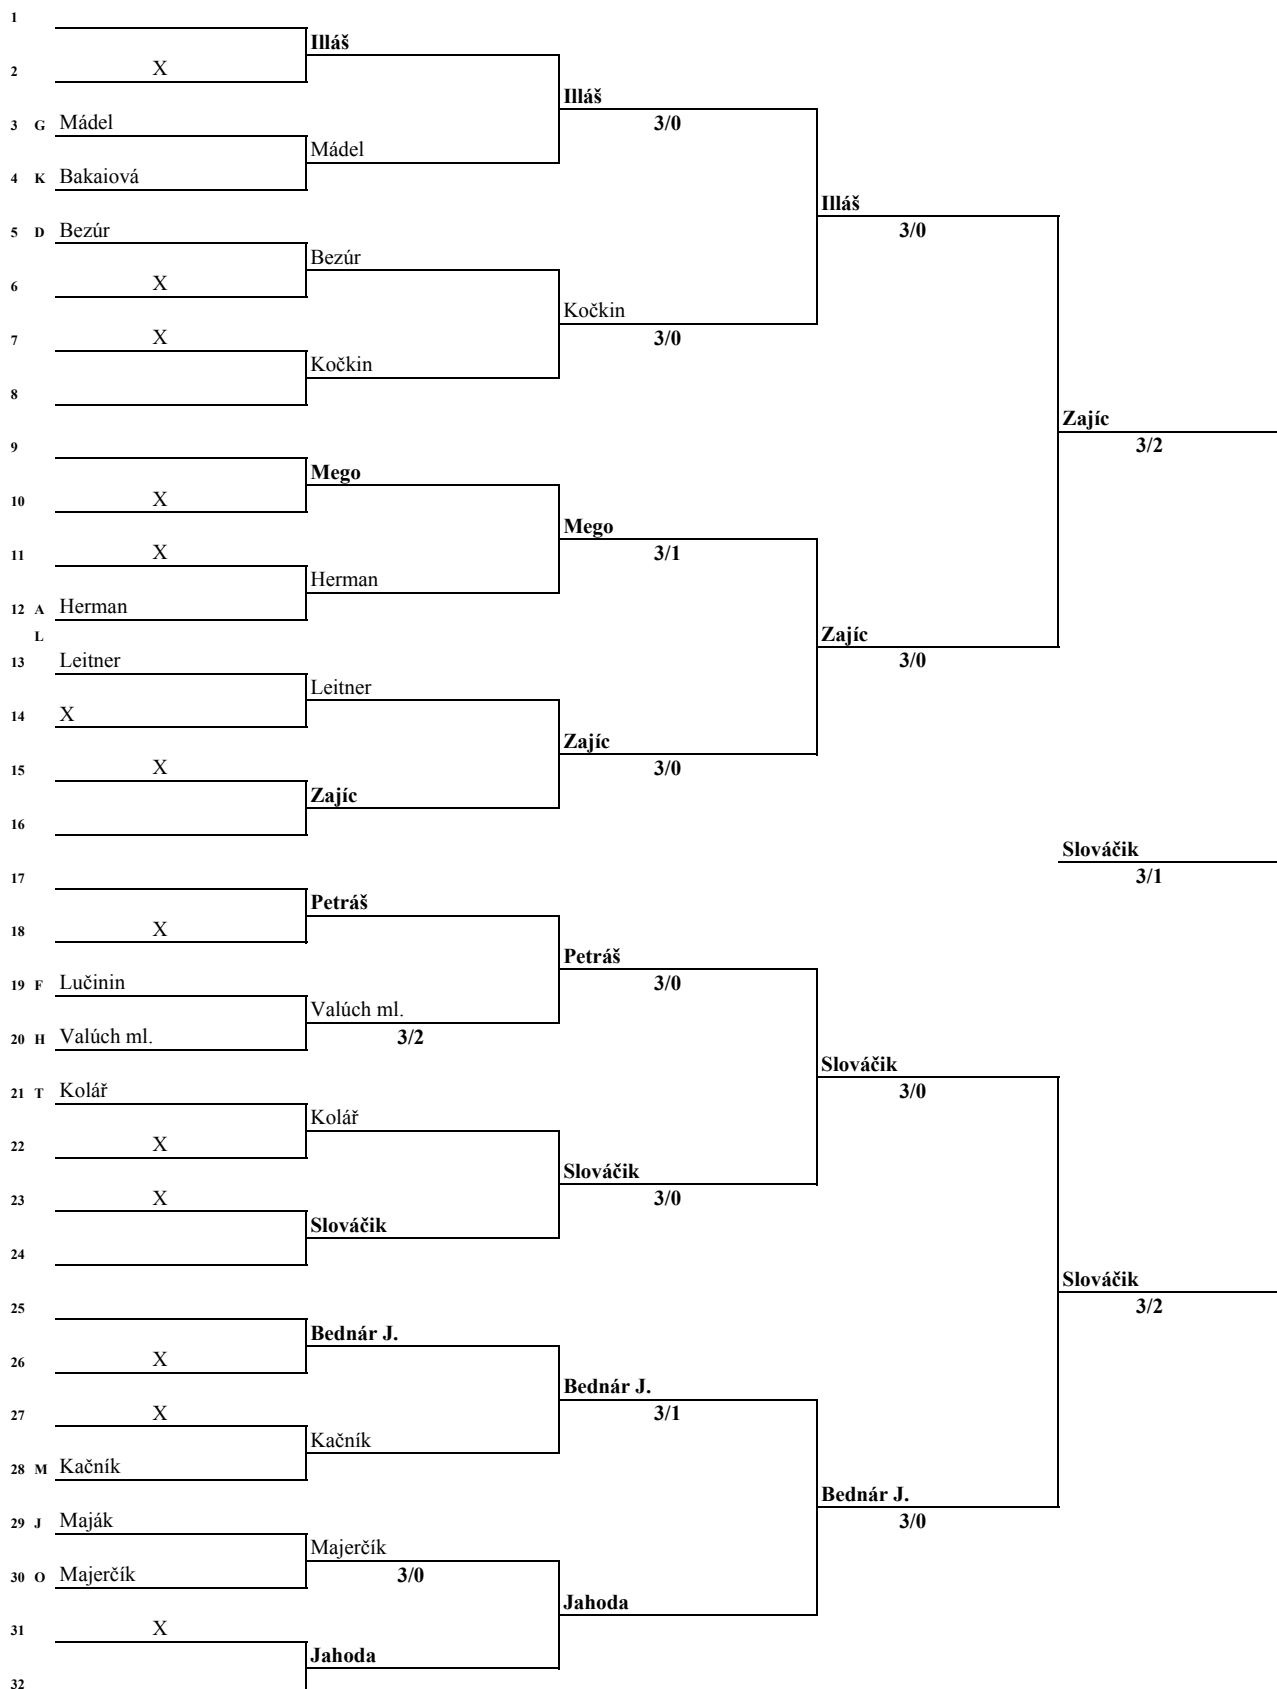 1
Illáš
2 X
Illáš
3 G Mádel
3/0
Mádel
4 K Bakaiová
Illáš
5 D Bezúr
3/0
Bezúr
6 X
Kočkin
7 X
3/0
Kočkin
8
Zajíc
9
3/2
Mego
10 X
Mego
11 X
3/1
Herman
12 A Herman
L
Zajíc
13 Leitner
3/0
Leitner
14 X
Zajíc
15 X
3/0
Zajíc
16
Slováčik
17
3/1
Petráš
18 X
Petráš
19 F Lučinin
3/0
Valúch ml.
20 H Valúch ml.
3/2
Slováčik
21 T Kolář
3/0
Kolář
22 X
Slováčik
23 X
3/0
Slováčik
24
Slováčik
25
3/2
Bednár J.
26 X
Bednár J.
27 X
3/1
Kačník
28 M Kačník
Bednár J.
29 J Maják
3/0
Majerčík
30 O Majerčík
3/0
Jahoda
31 X
Jahoda
32